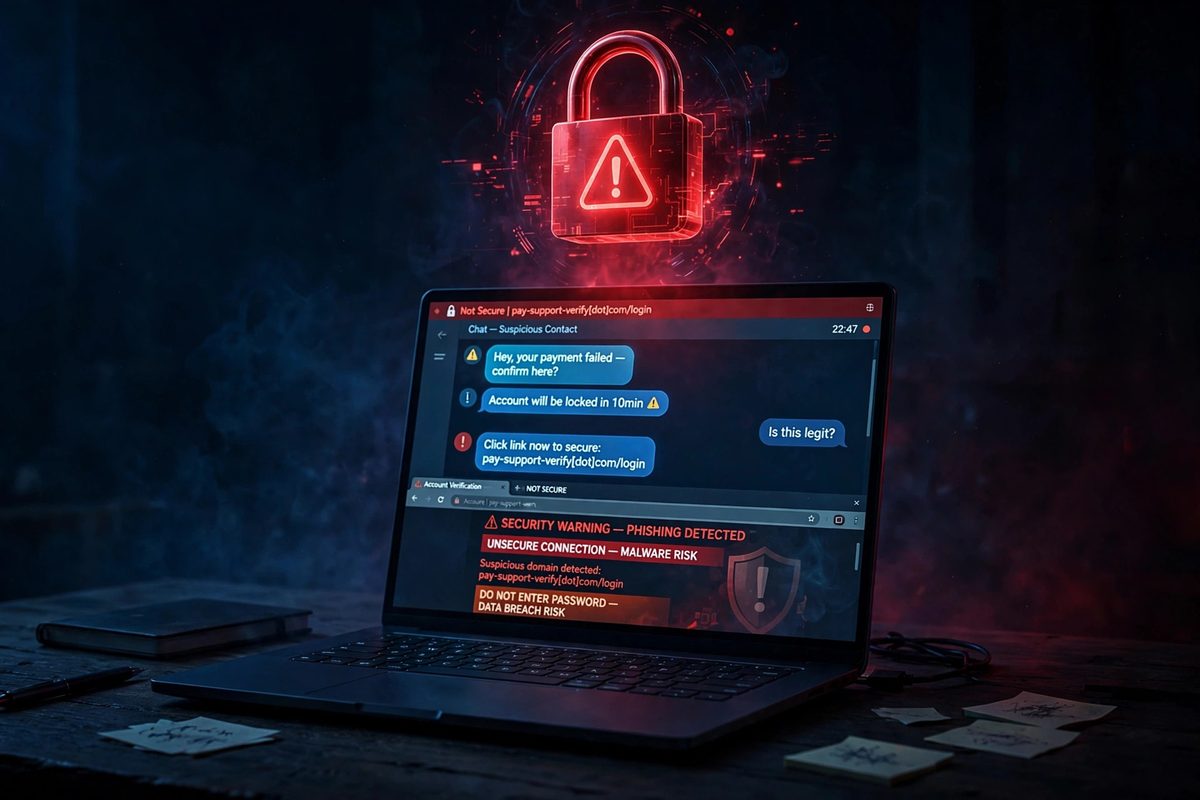 Not Secure | pay-support-verify[dot]com/login
Chat — Suspicious Contact
22:47
Hey, your payment failed —
confirm here?
Account will be locked in 10min
Is this legit?
Click link now to secure:
pay-support-verify[dot]com/login
Account Verification
NOT SECURE
SECURITY WARNING — PHISHING DETECTED
UNSECURE CONNECTION — MALWARE RISK
Suspicious domain detected:
pay-support-verify[dot]com/login
DO NOT ENTER PASSWORD —
DATA BREACH RISK